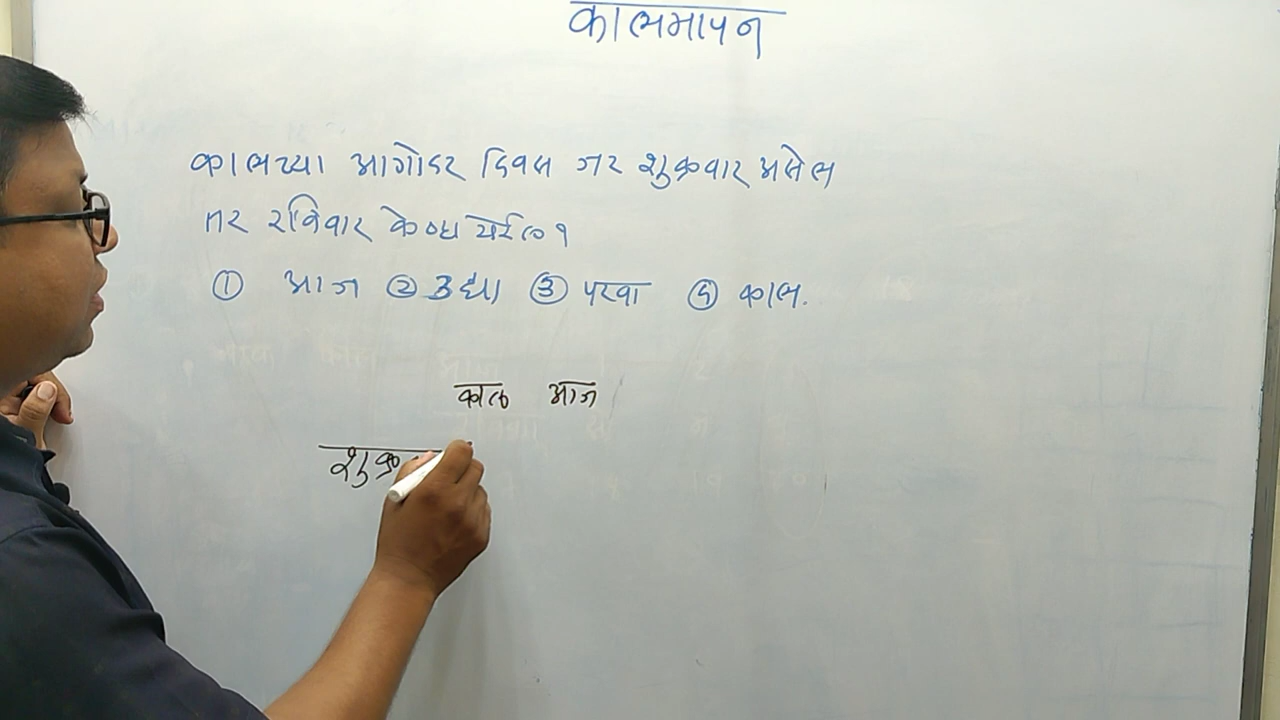 कालमापन
कालच्या आगोदर दिवस जर शुक्रवार असेल
तर रविवार केव्हा येईल?
① आज ② उद्या ③ परवा ④ काल.
काल आज
शुक्र